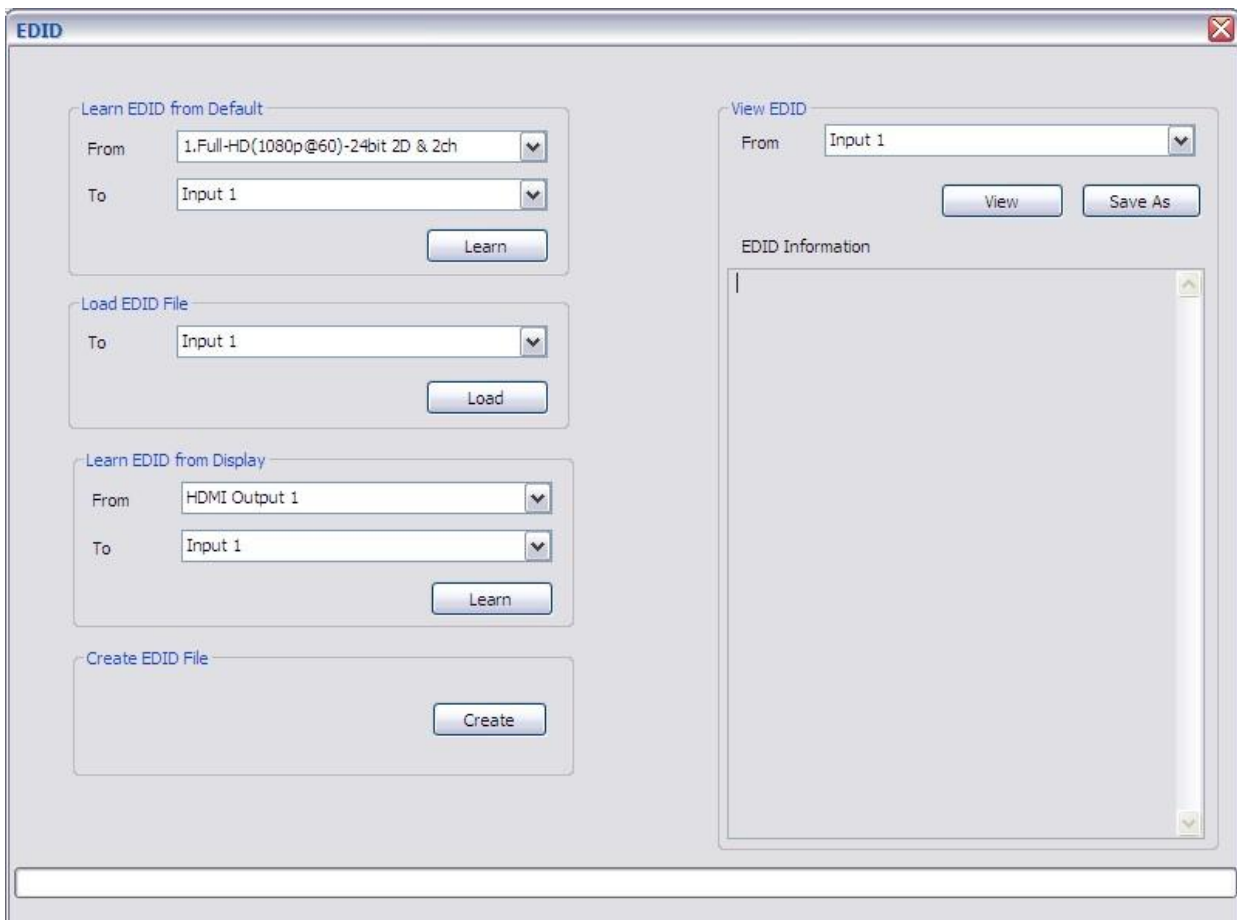 EDID
Learn EDID from Default
From 1.Full-HD(1080p@60)-24bit 2D & 2ch
To Input 1
Learn
Load EDID File
To Input 1
Load
Learn EDID from Display
From HDMI Output 1
To Input 1
Learn
Create EDID File
Create
View EDID
From Input 1
View Save As
EDID Information